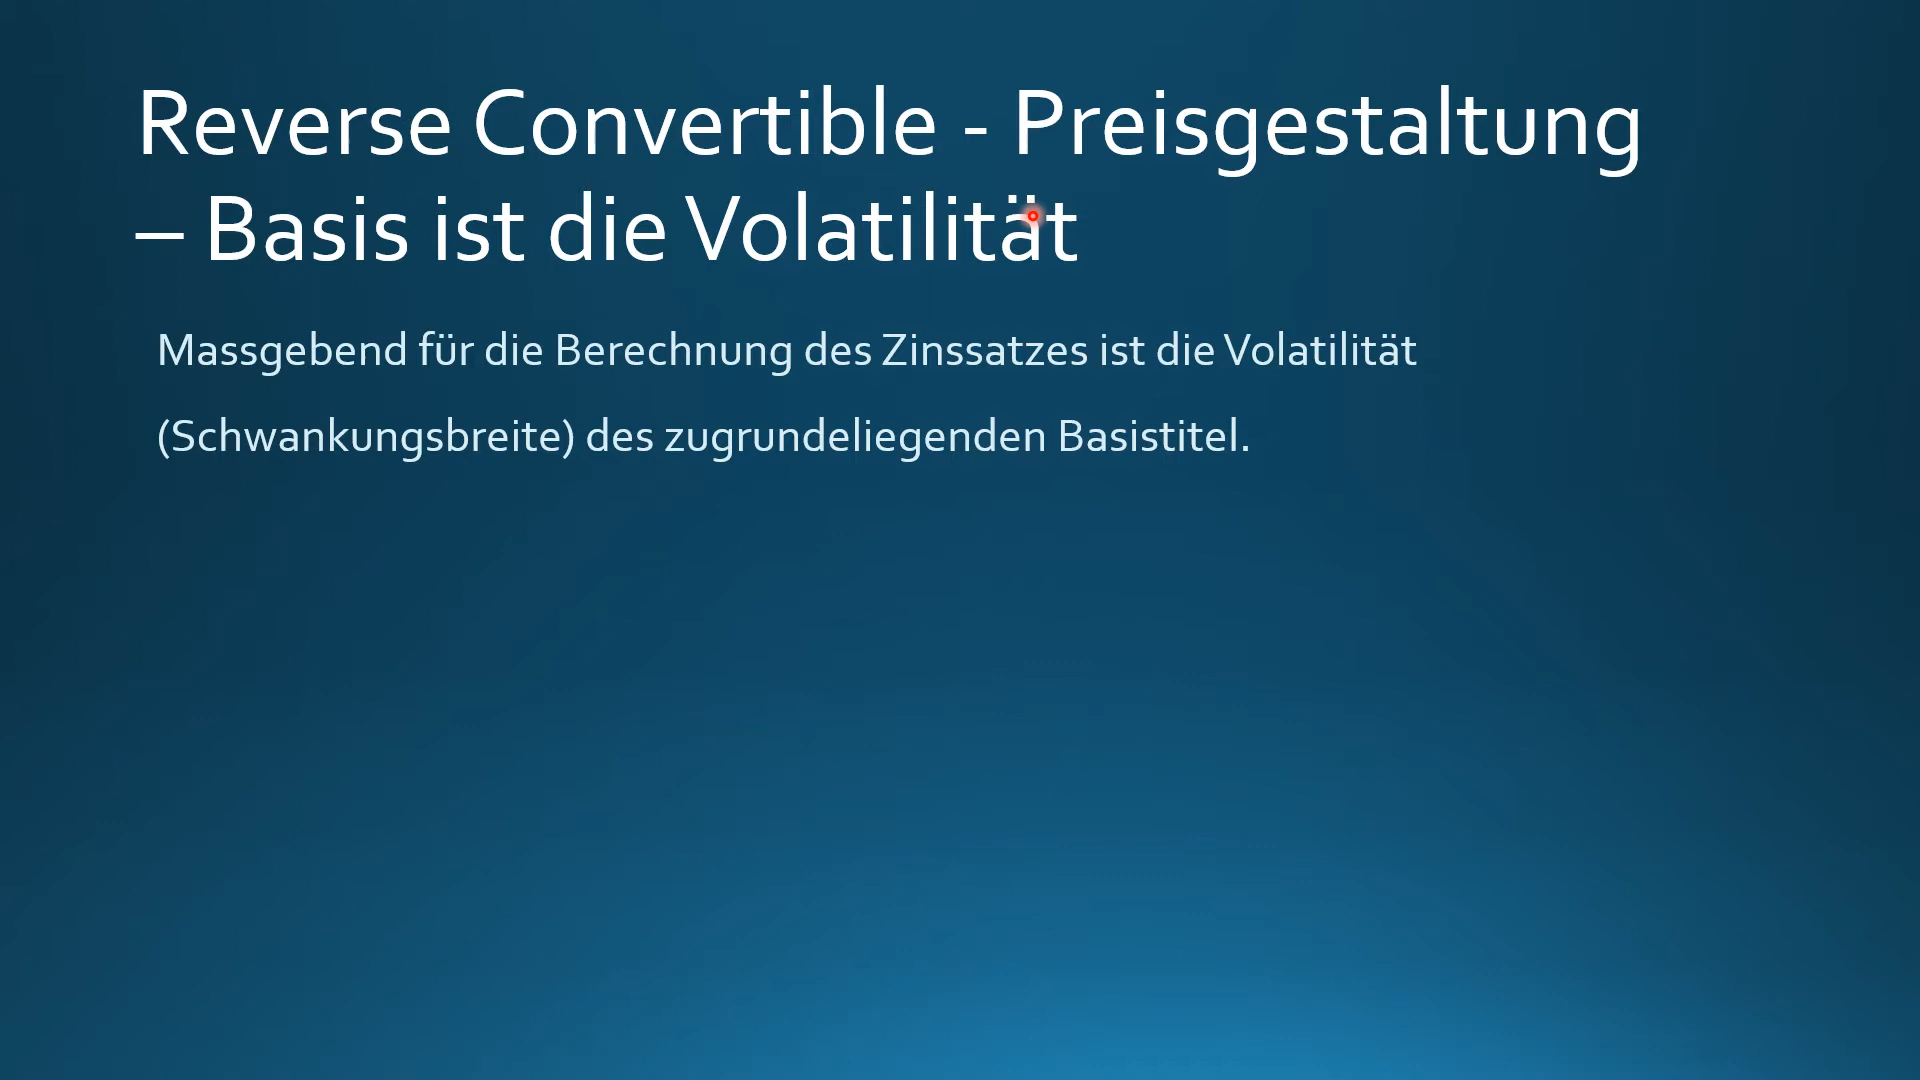 Reverse Convertible - Preisgestaltung
– Basis ist die Volatilität
Massgebend für die Berechnung des Zinssatzes ist die Volatilität
(Schwankungsbreite) des zugrundeliegenden Basistitel.